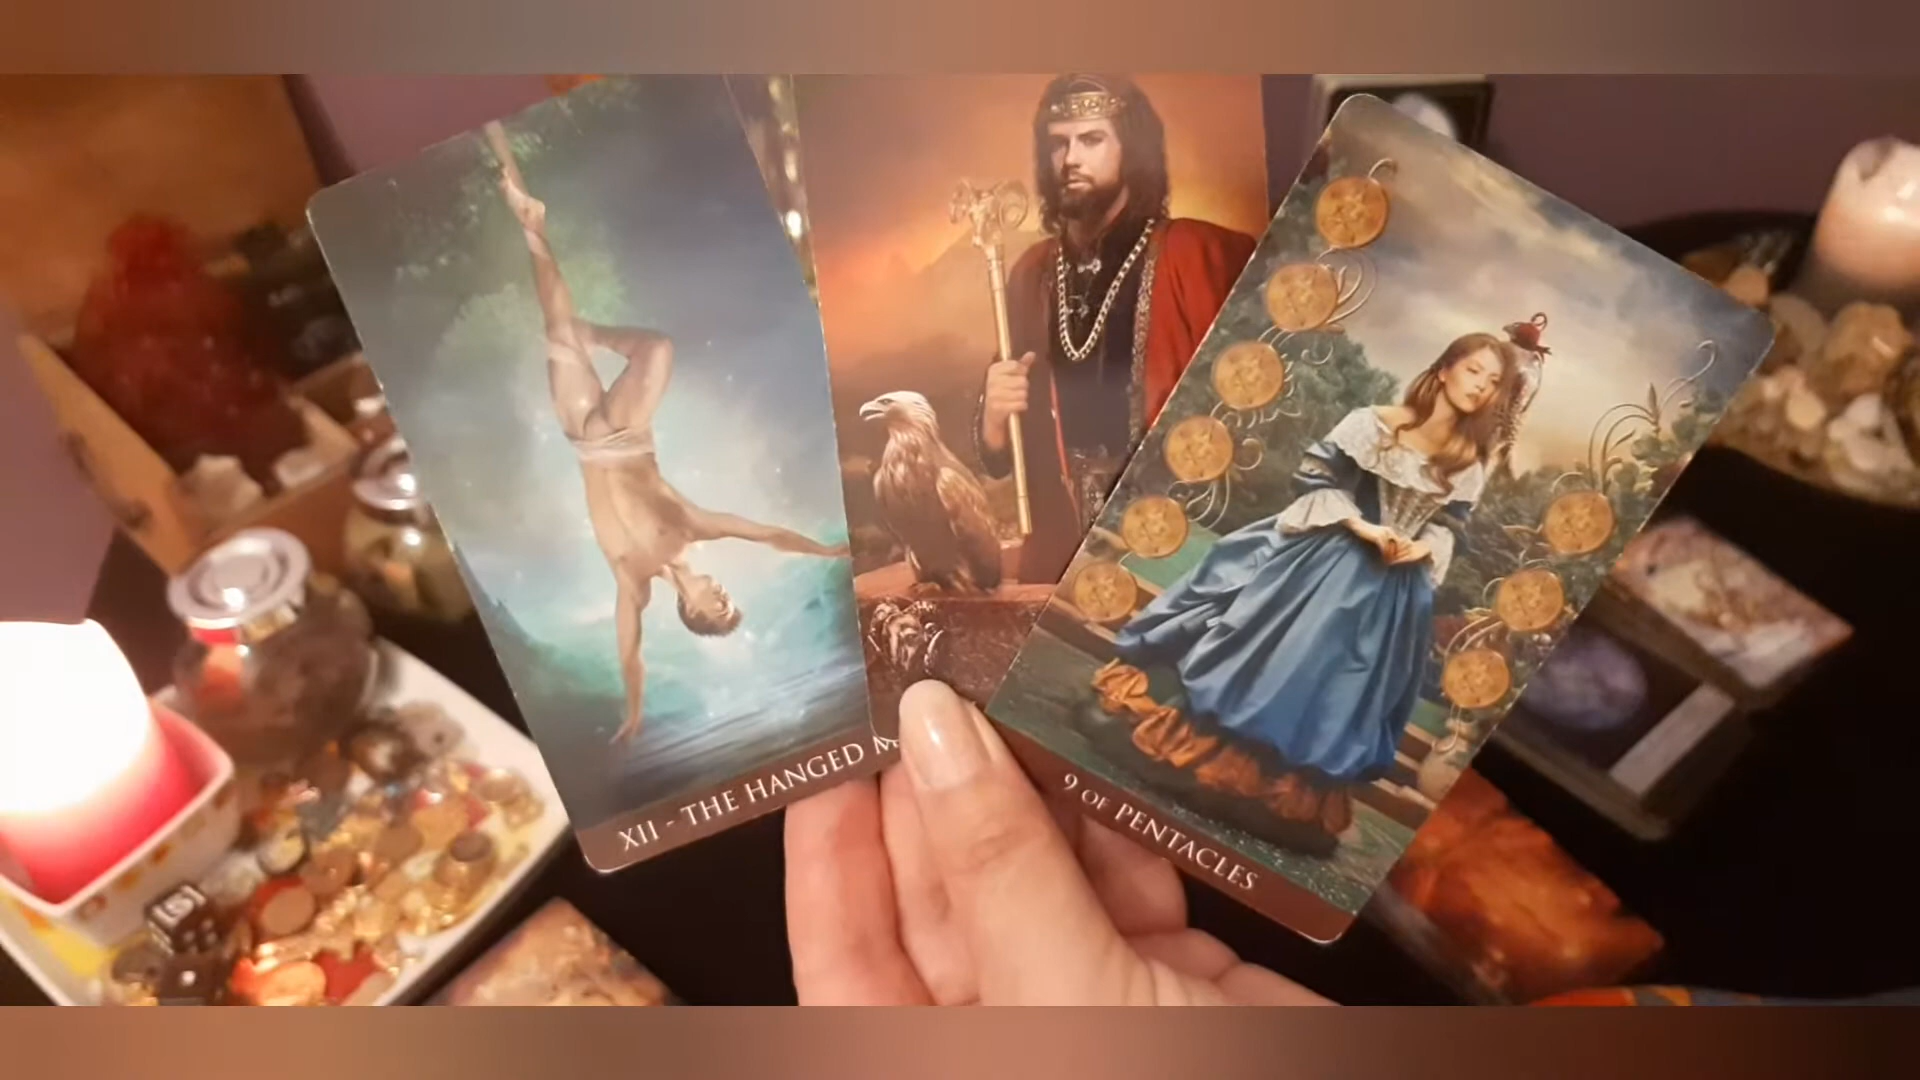 XII - THE HANGED
9 OF PENTACLES